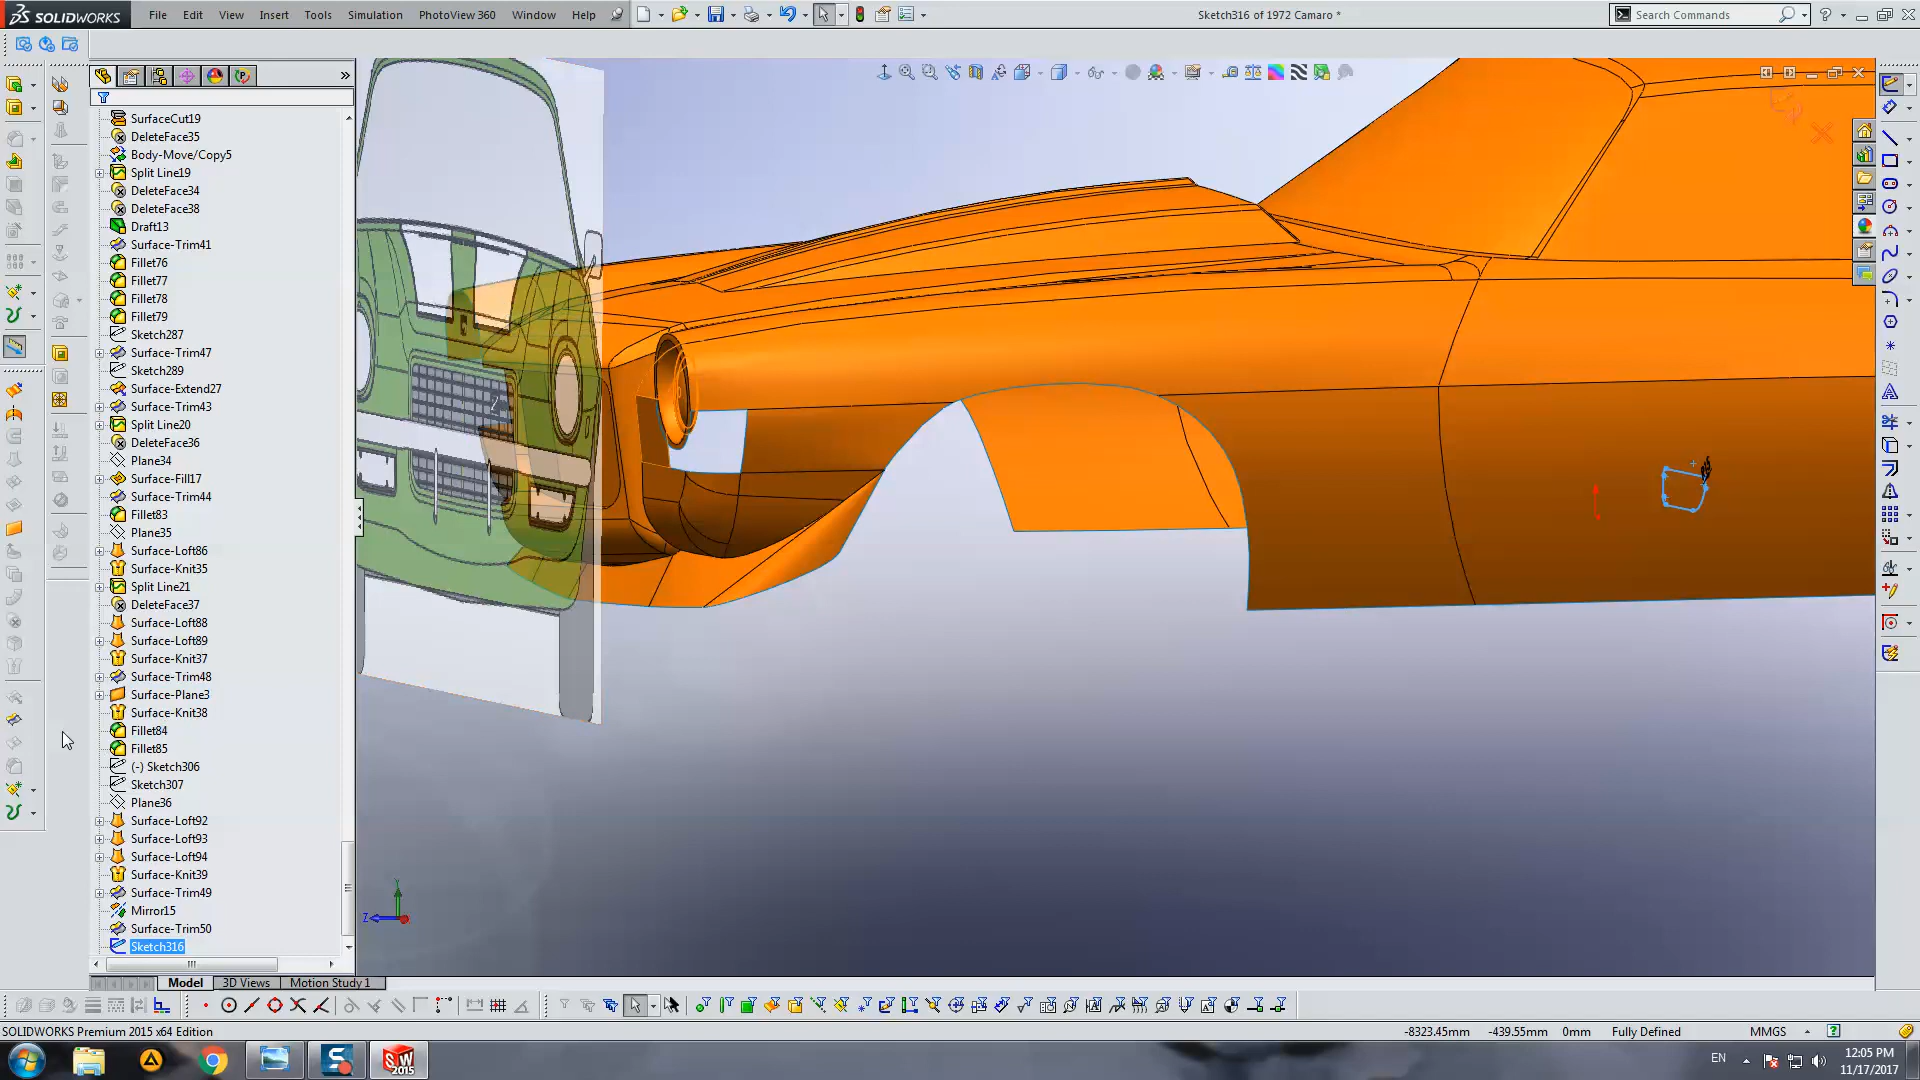 SOLIDWORKS
File Edit View Insert Tools Simulation PhotoView 360 Window Help
Sketch316 of 1972 Camaro *
Search Commands
SurfaceCut19
DeleteFace35
Body-Move/Copy5
Split Line19
DeleteFace34
DeleteFace38
Draft13
Surface-Trim41
Fillet76
Fillet77
Fillet78
Fillet79
Sketch287
Surface-Trim47
Sketch289
Surface-Extend27
Surface-Trim43
Split Line20
DeleteFace36
Plane34
Surface-Fill17
Surface-Trim44
Fillet83
Plane35
Surface-Loft86
Surface-Knit35
Split Line21
DeleteFace37
Surface-Loft88
Surface-Loft89
Surface-Knit37
Surface-Trim48
Surface-Plane3
Surface-Knit38
Fillet84
Fillet85
(-) Sketch306
Sketch307
Plane36
Surface-Loft92
Surface-Loft93
Surface-Loft94
Surface-Knit39
Surface-Trim49
Mirror15
Surface-Trim50
Sketch316
Y
Z
Model 3D Views Motion Study 1
SOLIDWORKS Premium 2015 x64 Edition
-8323.45mm -439.55mm 0mm Fully Defined MMGS
SW
2015
EN
12:05 PM
11/17/2017